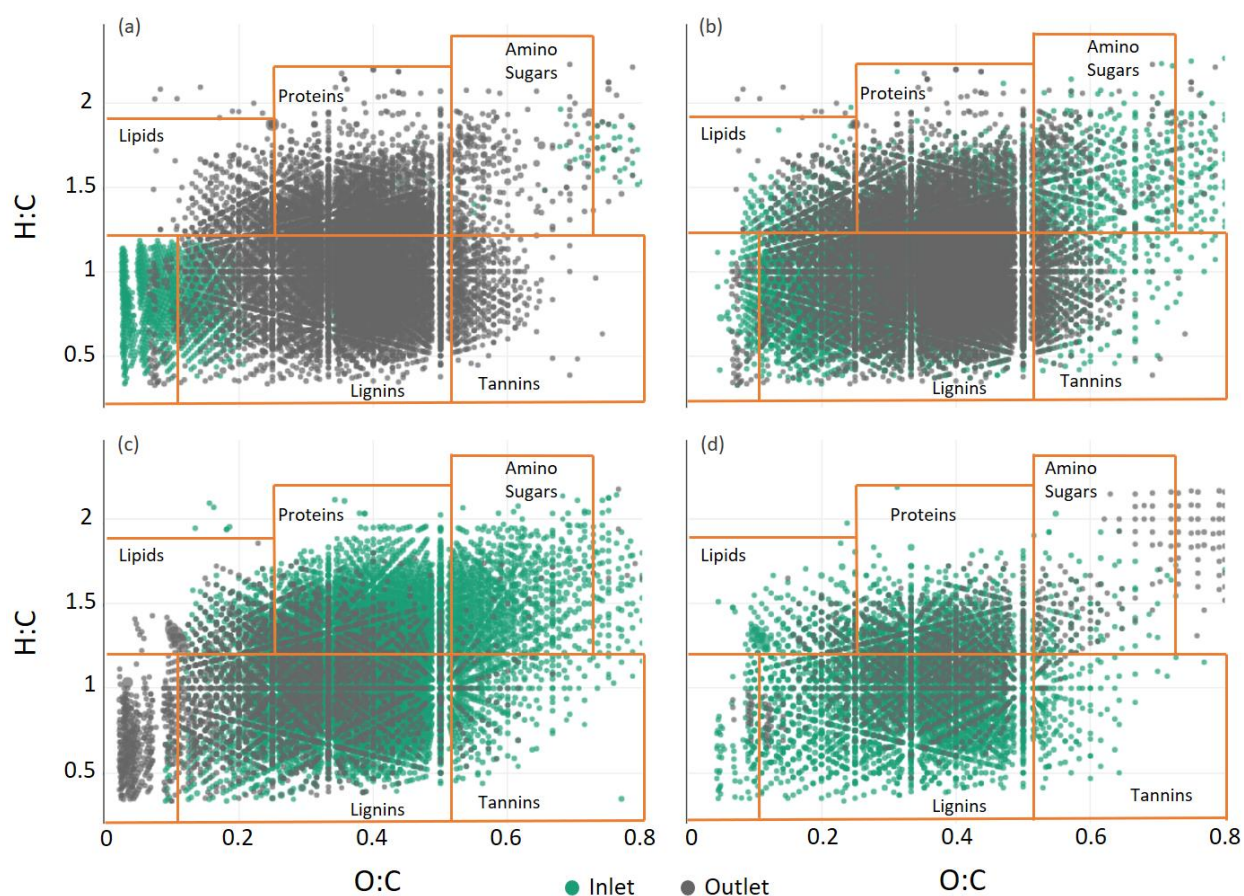 (a)
(b)
Amino
Sugars
Amino
Sugars
Proteins
Proteins
2
Lipids
Lipids
1.5
H:C
1
0.5
Lignins
Tannins
Lignins
Tannins
(c)
(d)
Amino
Sugars
Amino
Sugars
Proteins
Proteins
2
Lipids
Lipids
1.5
H:C
1
0.5
Lignins
Tannins
Lignins
Tannins
0
0.2
0.4
0.6
0.8
0
0.2
0.4
0.6
0.8
O:C
O:C
Inlet
Outlet